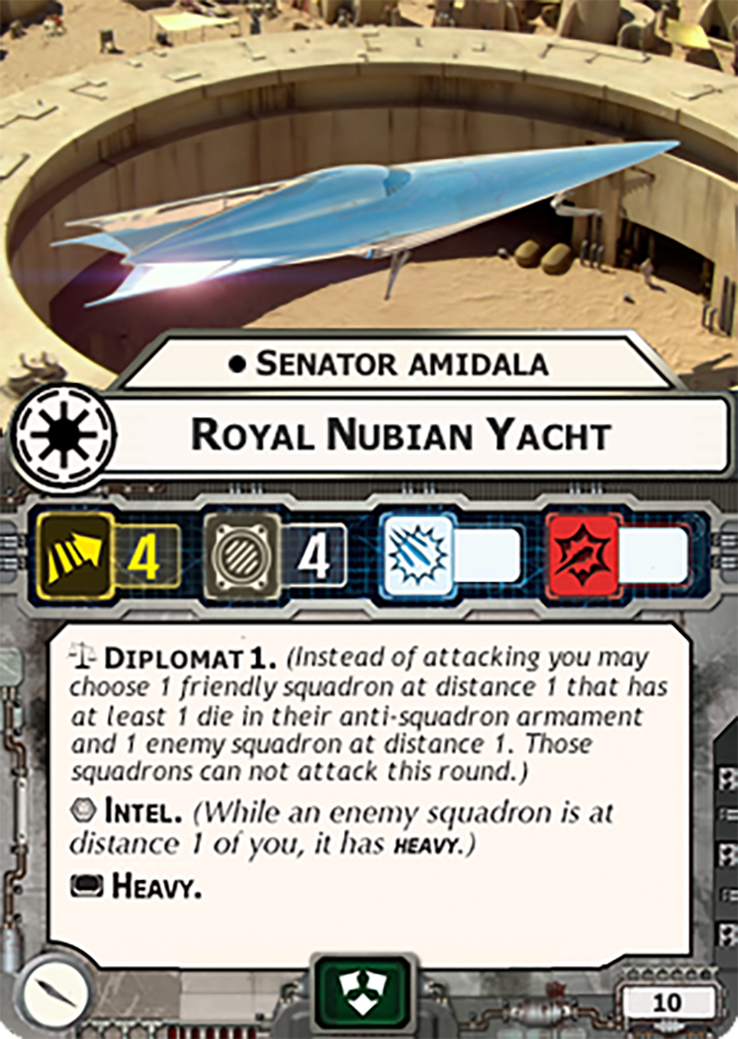 • Senator Amidala
Royal Nubian Yacht
4 4
Diplomat 1. (Instead of attacking you may
choose 1 friendly squadron at distance 1 that has
at least 1 die in their anti-squadron armament
and 1 enemy squadron at distance 1. Those
squadrons can not attack this round.)
Intel. (While an enemy squadron is at
distance 1 of you, it has Heavy.)
Heavy.
10